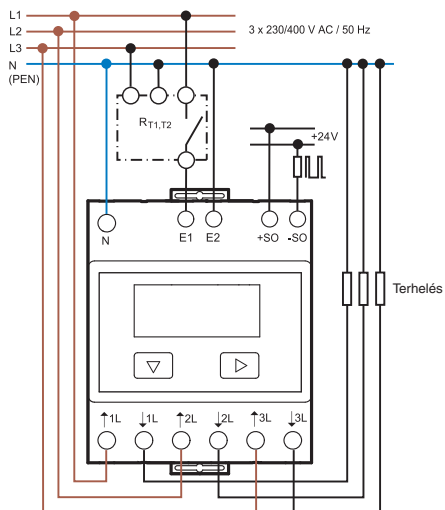 L1
L2
3 x 230/400 V AC / 50 Hz
L3
N
(PEN)
RT1,T2
+24V
N
E1
E2
+SO
-SO
Terhelés
↑1L
↓1L
↑2L
↓2L
↑3L
↓3L